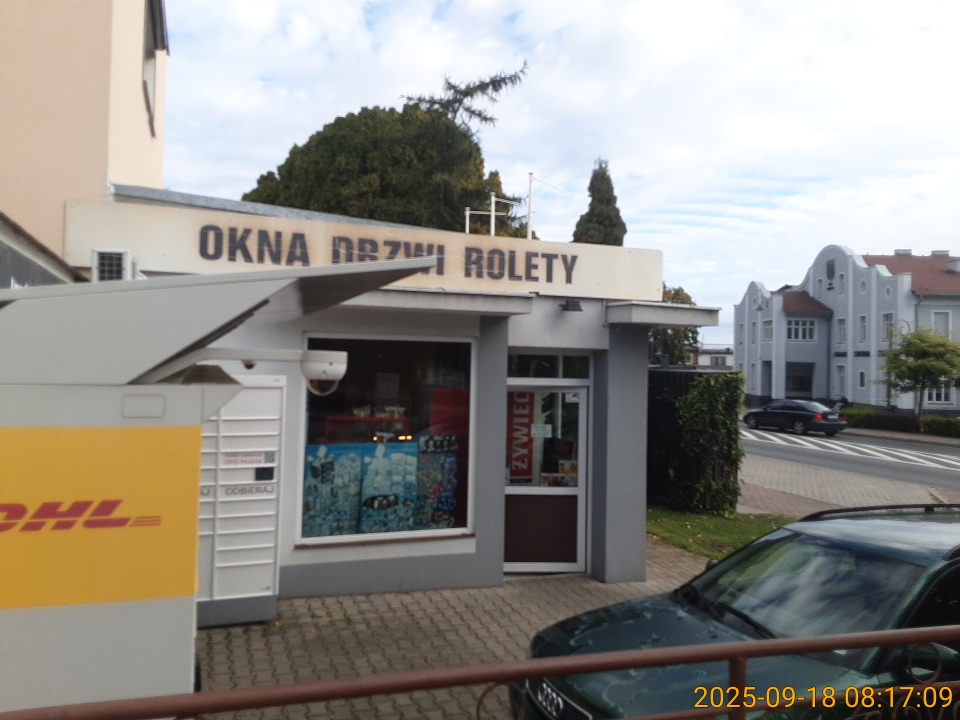 OKNA DRZWI ROLETY
ŻYWIEC
ODBIERAJ
DHL
2025-09-18 08:17:09